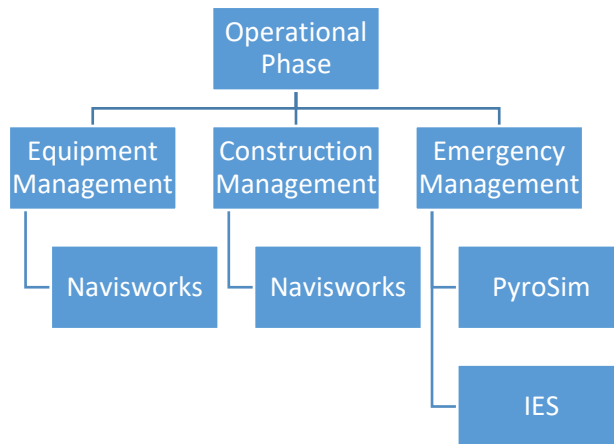 Operational
Phase
Equipment
Management
Construction
Management
Emergency
Management
Navisworks
Navisworks
PyroSim
IES